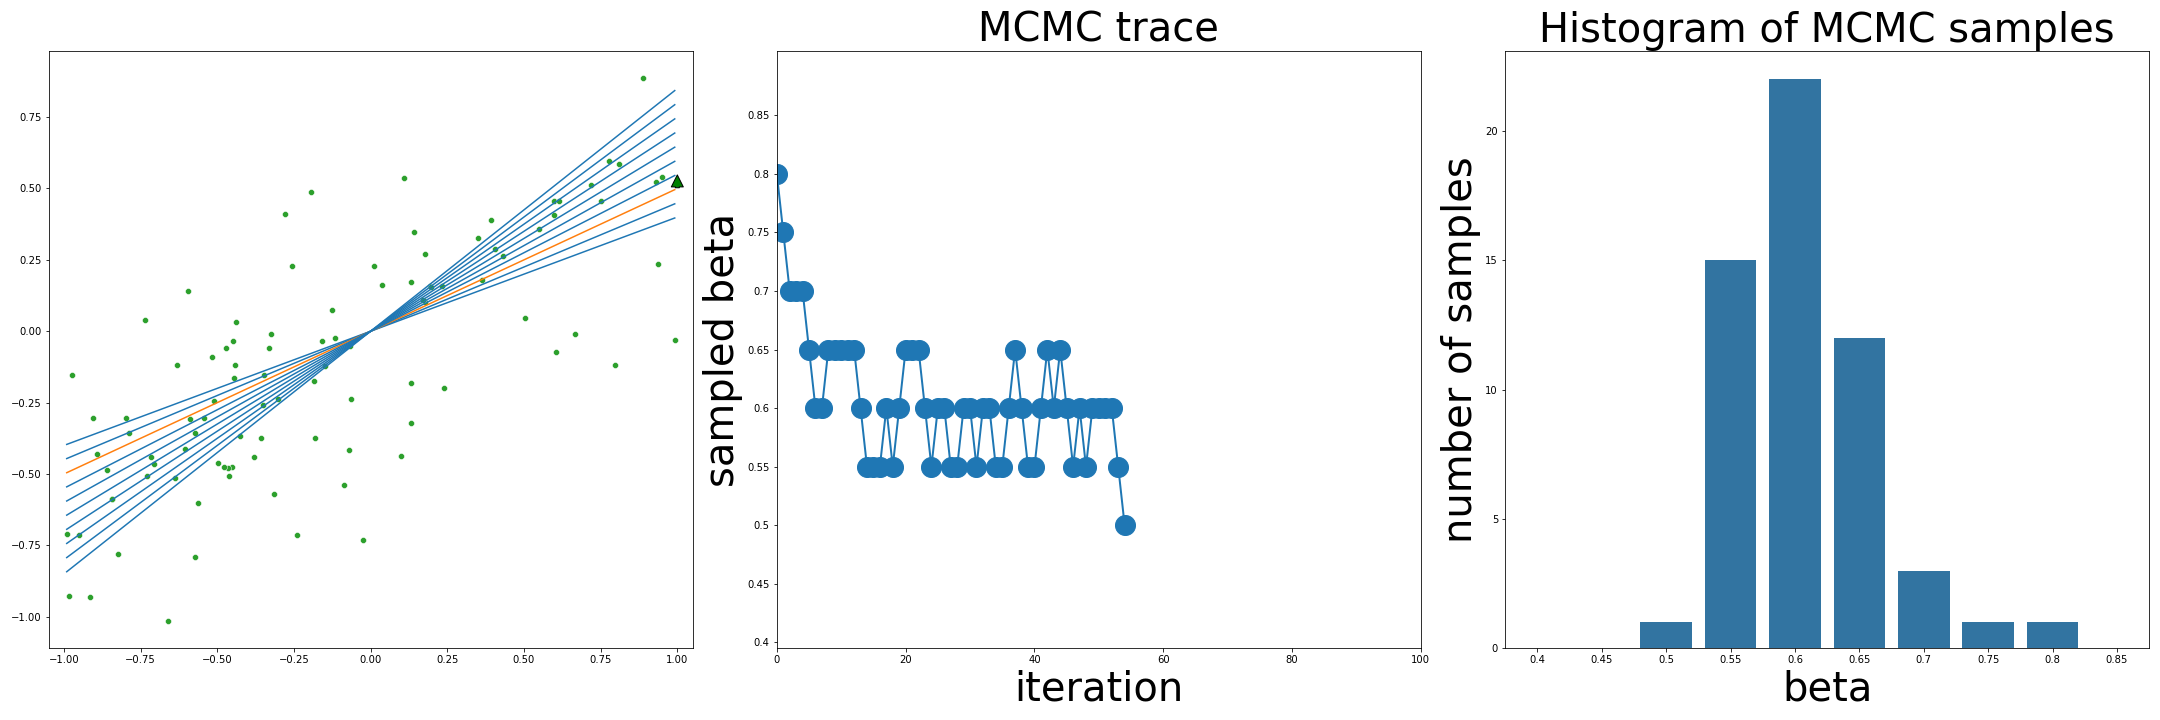 MCMC trace
Histogram of MCMC samples
0.75
0.50
0.25
0.00
−0.25
−0.50
−0.75
−1.00
−1.00 −0.75 −0.50 −0.25 0.00 0.25 0.50 0.75 1.00
sampled beta
0.85
0.8
0.75
0.7
0.65
0.6
0.55
0.5
0.45
0.4
0 20 40 60 80 100
iteration
number of samples
20
15
10
5
0
0.4 0.45 0.5 0.55 0.6 0.65 0.7 0.75 0.8 0.85
beta